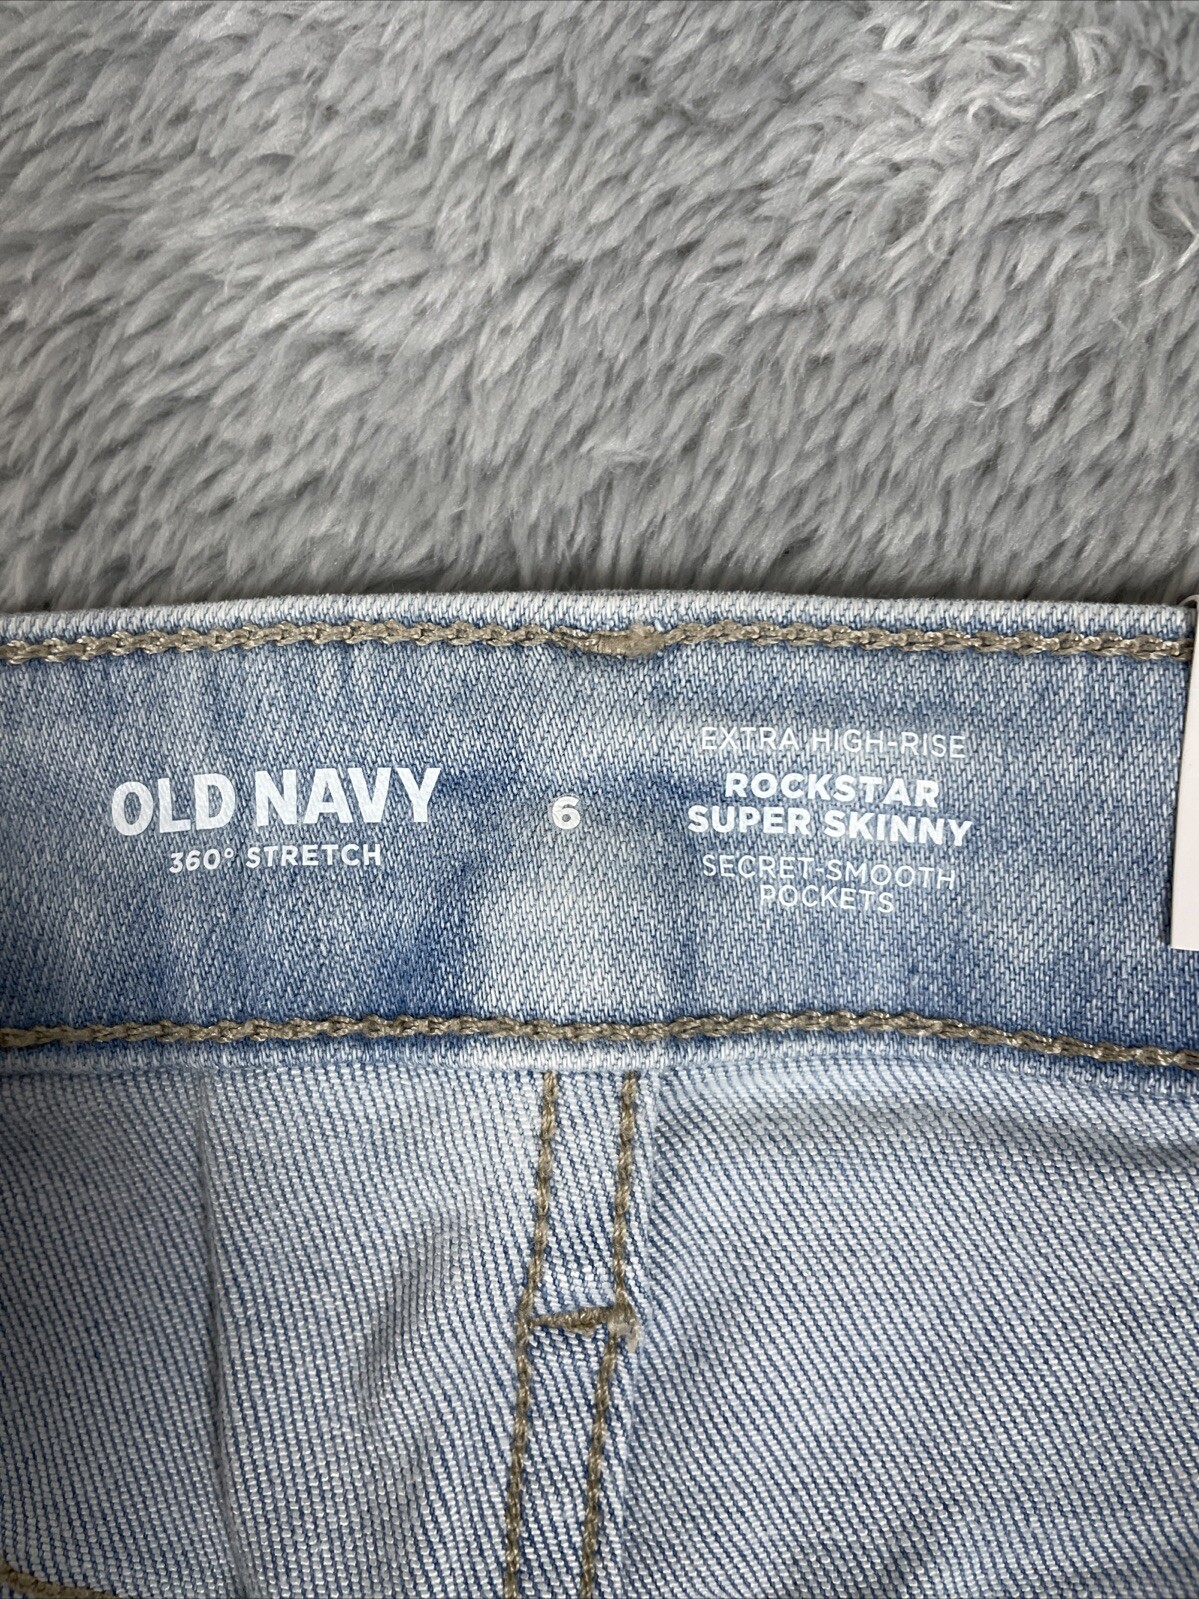 OLD NAVY
360° STRETCH
6
EXTRA HIGH-RISE
ROCKSTAR
SUPER SKINNY
SECRET-SMOOTH
POCKETS